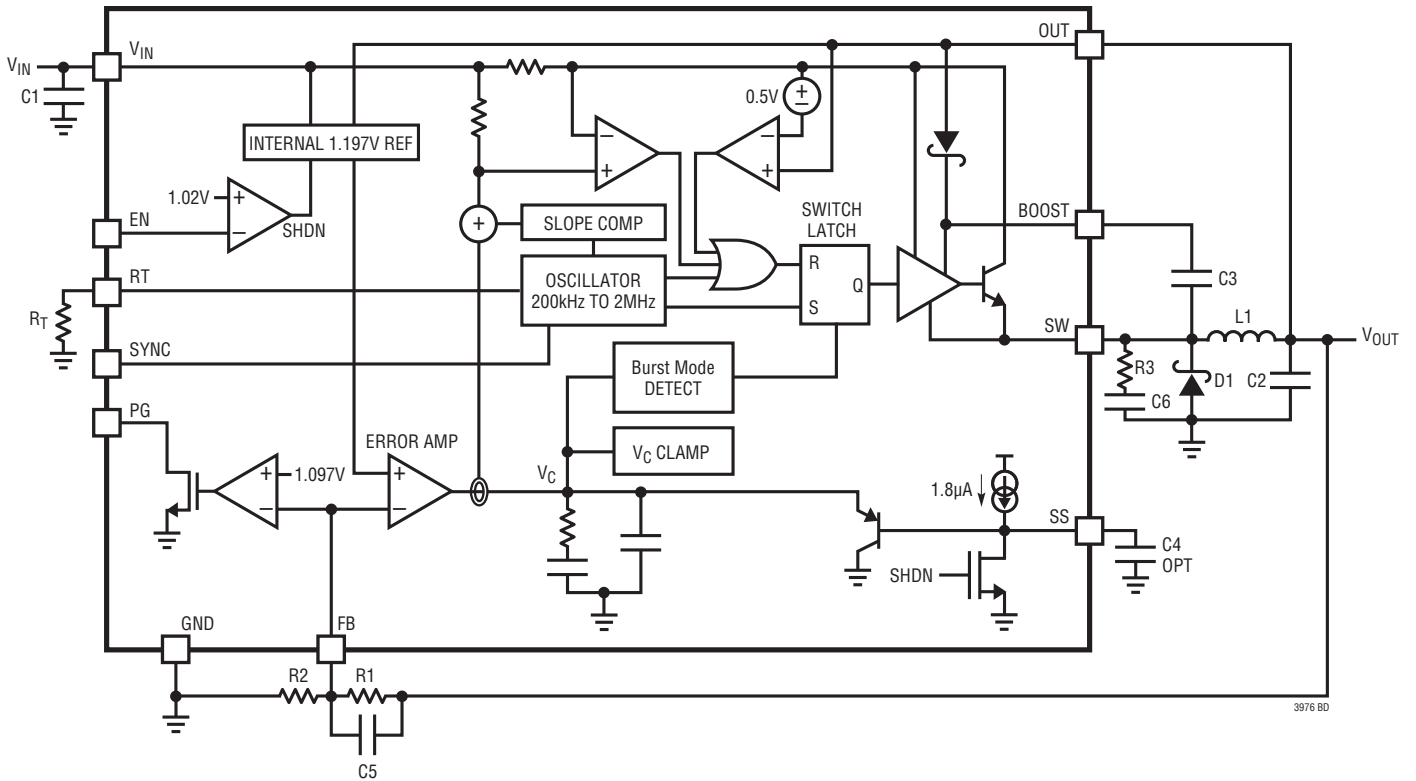 OUT
V_IN
V_IN
C1
0.5V
+
−
INTERNAL 1.197V REF
−
+
−
+
1.02V
+
−
SHDN
EN
+
SLOPE COMP
SWITCH
LATCH
BOOST
RT
OSCILLATOR
200kHz TO 2MHz
R
Q
S
C3
R_T
SW
L1
V_OUT
SYNC
R3
C6
D1
C2
Burst Mode
DETECT
PG
ERROR AMP
V_C CLAMP
+
1.097V
−
+
−
V_C
1.8µA
SS
C4
OPT
SHDN
GND
FB
R2
R1
C5
3976 BD